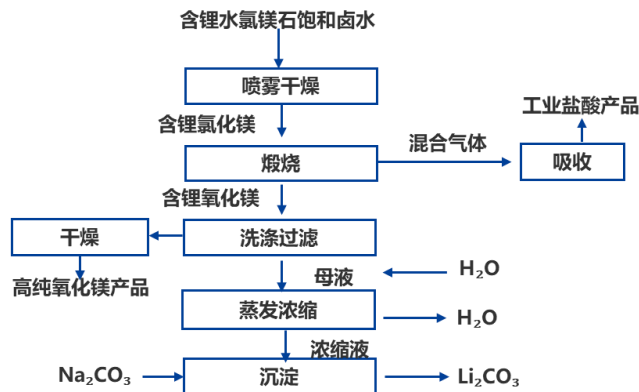 含锂水氯镁石饱和卤水
喷雾干燥
工业盐酸产品
含锂氯化镁
混合气体
煅烧
吸收
含锂氧化镁
干燥
洗涤过滤
高纯氧化镁产品
母液
H₂O
蒸发浓缩
H₂O
浓缩液
Na₂CO₃
沉淀
Li₂CO₃